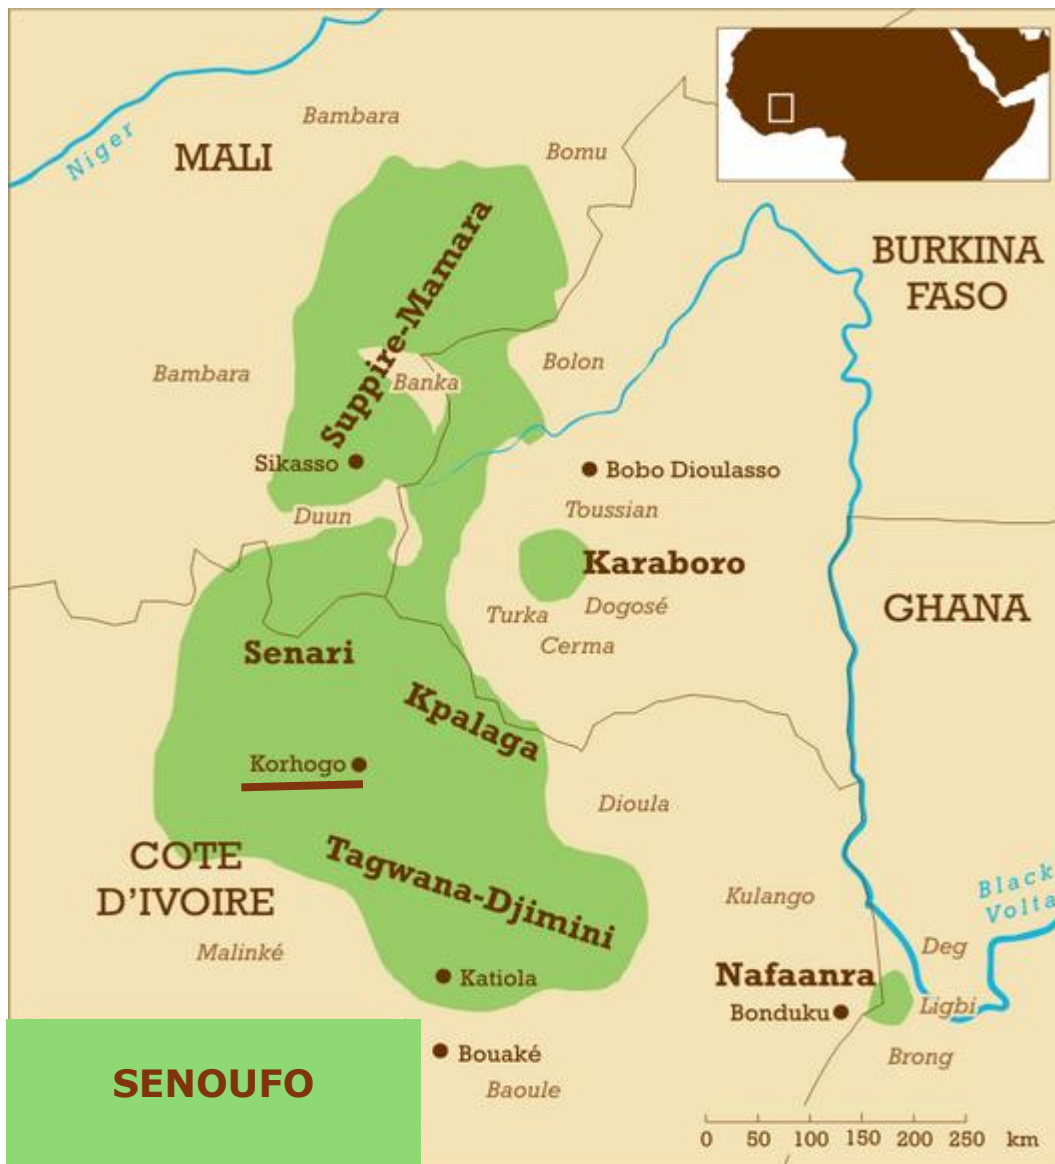 Bambara
Niger
MALI
Bomu
BURKINA
FASO
Suppire-Mamara
Bambara
Banka
Bolon
Sikasso
Bobo Dioulasso
Duun
Toussian
Karaboro
GHANA
Turka
Dogosé
Cerma
Senari
Kpalaga
Korhogo
Dioula
COTE
D'IVOIRE
Tagwana-Djimini
Kulango
Black
Volta
Malinké
Deg
Katiola
Nafaanra
Bonduku
Ligbi
Bouaké
Brong
Baoule
SENOUFO
0 50 100 150 200 250 km